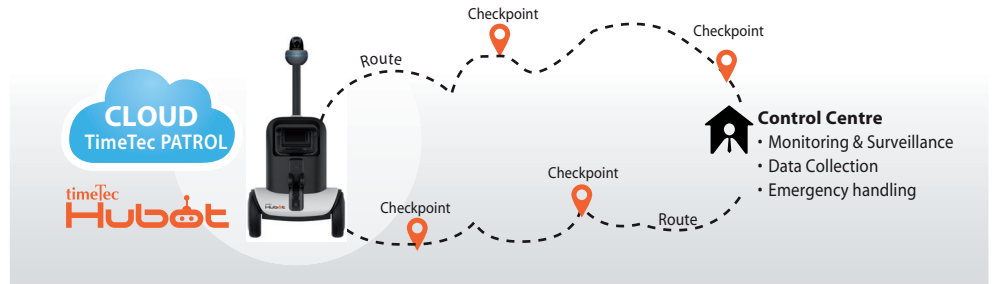 Checkpoint
Checkpoint
Route
CLOUD
TimeTec PATROL
Control Centre
• Monitoring & Surveillance
• Data Collection
• Emergency handling
timeTec
Hubot
Hubot
Checkpoint
Checkpoint
Route